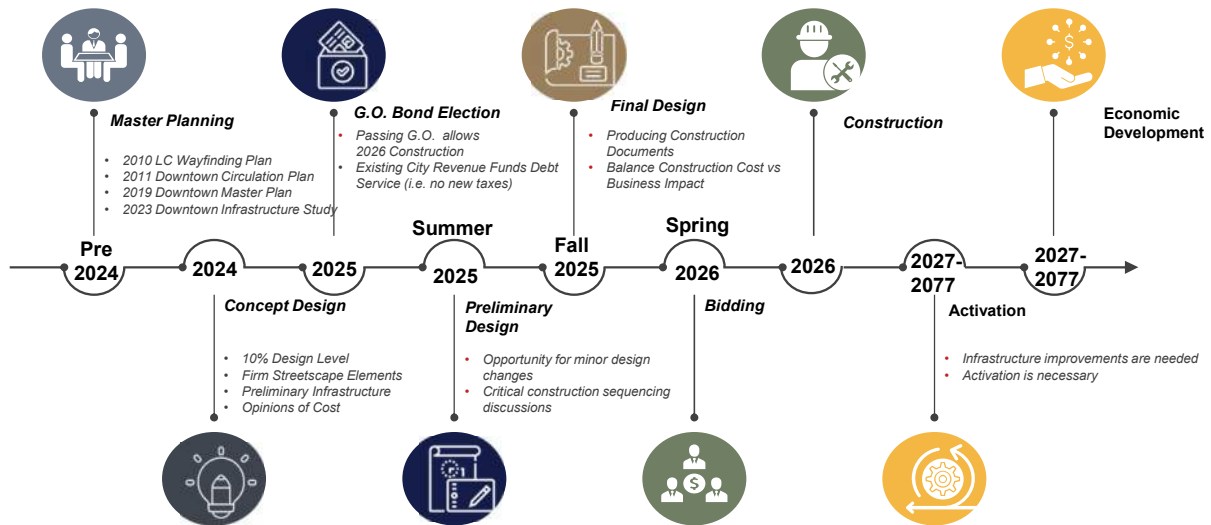 Master Planning
• 2010 LC Wayfinding Plan
• 2011 Downtown Circulation Plan
• 2019 Downtown Master Plan
• 2023 Downtown Infrastructure Study
G.O. Bond Election
• Passing G.O. allows
2026 Construction
• Existing City Revenue Funds Debt
Service (i.e. no new taxes)
Final Design
• Producing Construction
Documents
• Balance Construction Cost vs
Business Impact
Construction
Economic
Development
Pre
2024
2024
2025
Summer
2025
Fall
2025
Spring
2026
2026
2027-
2077
2027-
2077
Concept Design
• 10% Design Level
• Firm Streetscape Elements
• Preliminary Infrastructure
• Opinions of Cost
Preliminary
Design
• Opportunity for minor design
changes
• Critical construction sequencing
discussions
Bidding
Activation
• Infrastructure improvements are needed
• Activation is necessary